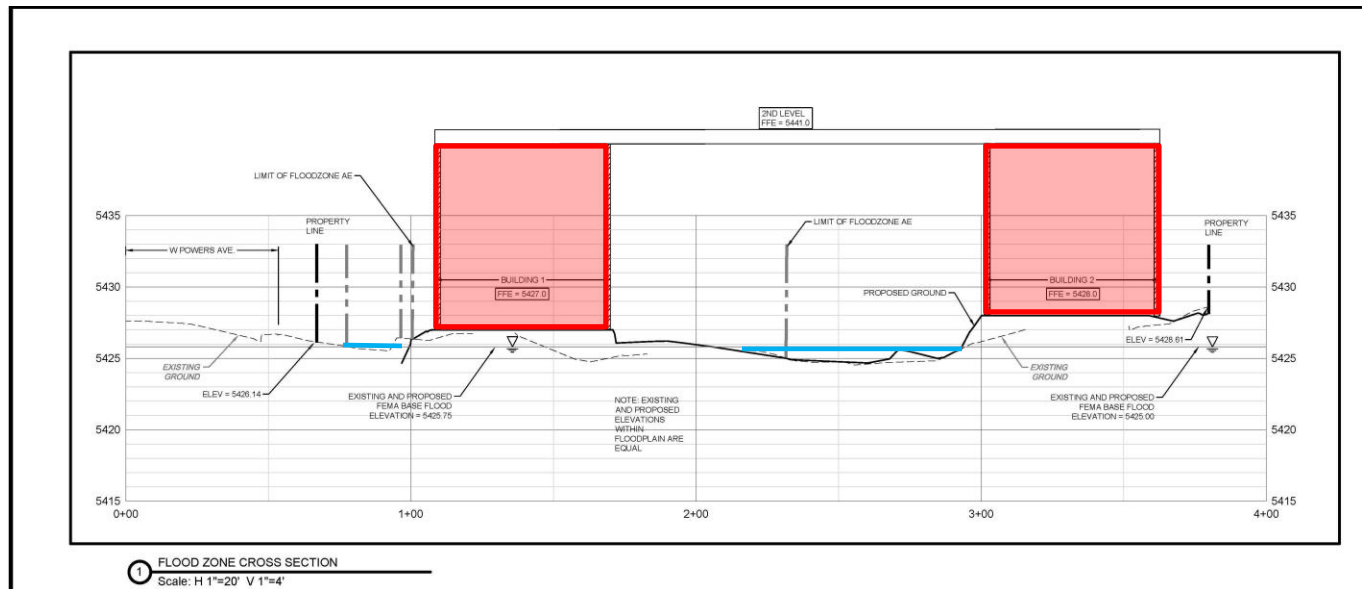 2ND LEVEL
FFE = 5441.0
LIMIT OF FLOODZONE AE
5435
PROPERTY
LINE
LIMIT OF FLOODZONE AE
PROPERTY
LINE
5435
W POWERS AVE.
5430
BUILDING 1
FFE = 5427.0
PROPOSED GROUND
BUILDING 2
FFE = 5428.0
5430
5425
EXISTING
GROUND
ELEV = 5426.14
EXISTING AND PROPOSED
FEMA BASE FLOOD
ELEVATION = 5425.75
NOTE: EXISTING
AND PROPOSED
ELEVATIONS
WITHIN
FLOODPLAIN ARE
EQUAL
EXISTING
GROUND
ELEV = 5428.61
EXISTING AND PROPOSED
FEMA BASE FLOOD
ELEVATION = 5425.00
5425
5420
5420
5415
5415
0+00
1+00
2+00
3+00
4+00
1
FLOOD ZONE CROSS SECTION
Scale: H 1"=20' V 1"=4'